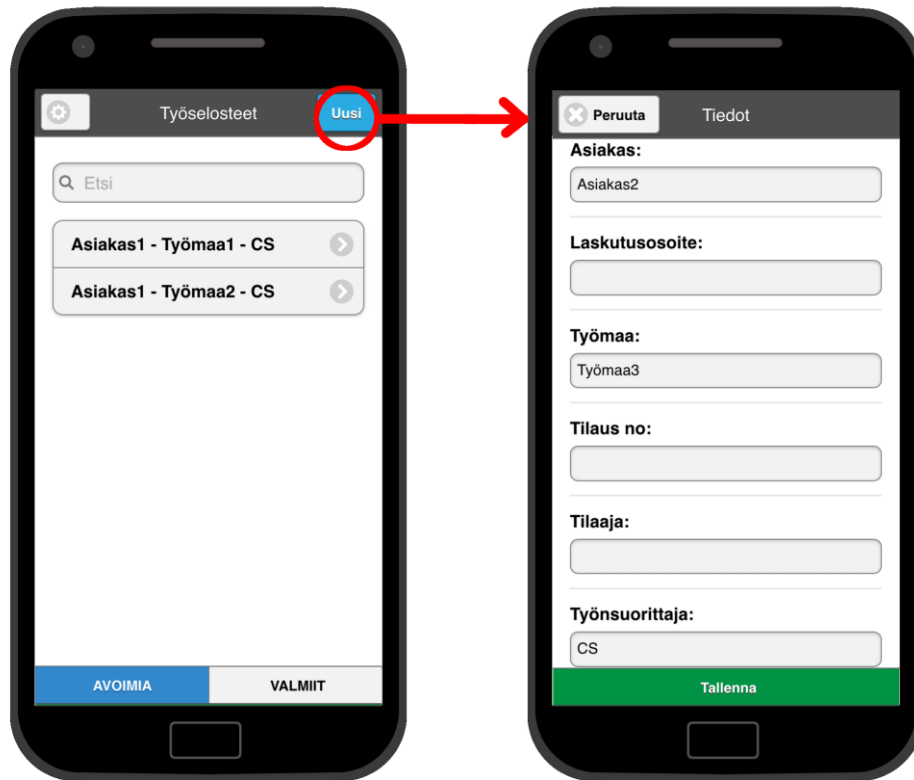 Työselosteet
Uusi
Etsi
Asiakas1 - Työmaa1 - CS
Asiakas1 - Työmaa2 - CS
AVOIMIA
VALMIIT
Peruuta
Tiedot
Asiakas:
Asiakas2
Laskutusosoite:
Työmaa:
Työmaa3
Tilaus no:
Tilaaja:
Työnsuorittaja:
CS
Tallenna